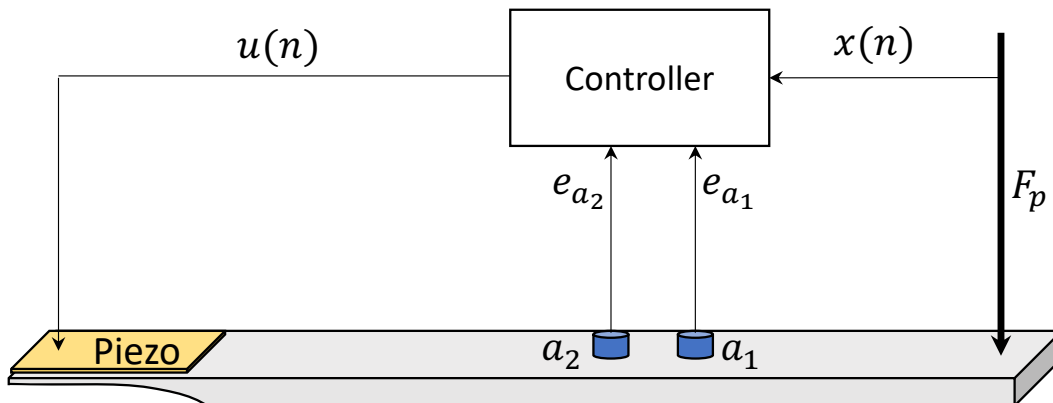 u(n)
Controller
x(n)
e_{a_2}
e_{a_1}
F_p
Piezo
a_2
a_1